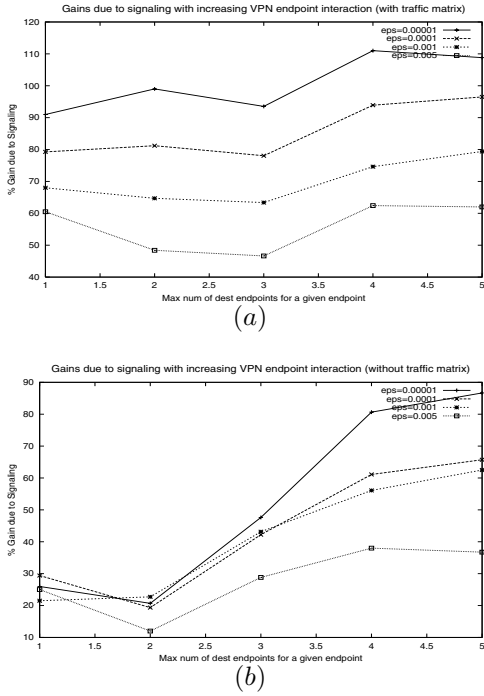 Gains due to signaling with increasing VPN endpoint interaction (with traffic matrix)
120
110
100
90
80
70
60
50
40
% Gain due to Signaling
eps=0.00001
eps=0.0001
eps=0.001
eps=0.005
1 1.5 2 2.5 3 3.5 4 4.5 5
Max num of dest endpoints for a given endpoint
(a)
Gains due to signaling with increasing VPN endpoint interaction (without traffic matrix)
90
80
70
60
50
40
30
20
10
% Gain due to Signaling
eps=0.00001
eps=0.0001
eps=0.001
eps=0.005
1 1.5 2 2.5 3 3.5 4 4.5 5
Max num of dest endpoints for a given endpoint
(b)